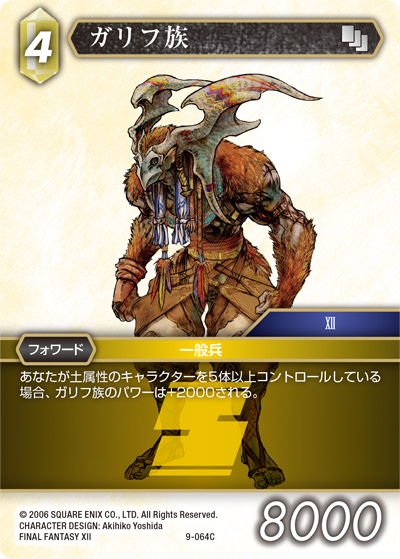 4
ガリフ族
XII
フォワード
一般兵
あなたが土属性のキャラクターを5体以上コントロールしている
場合、ガリフ族のパワーは+2000される。
土
© 2006 SQUARE ENIX CO., LTD. All Rights Reserved.
CHARACTER DESIGN: Akihiko Yoshida
FINAL FANTASY XII
9-064C
8000